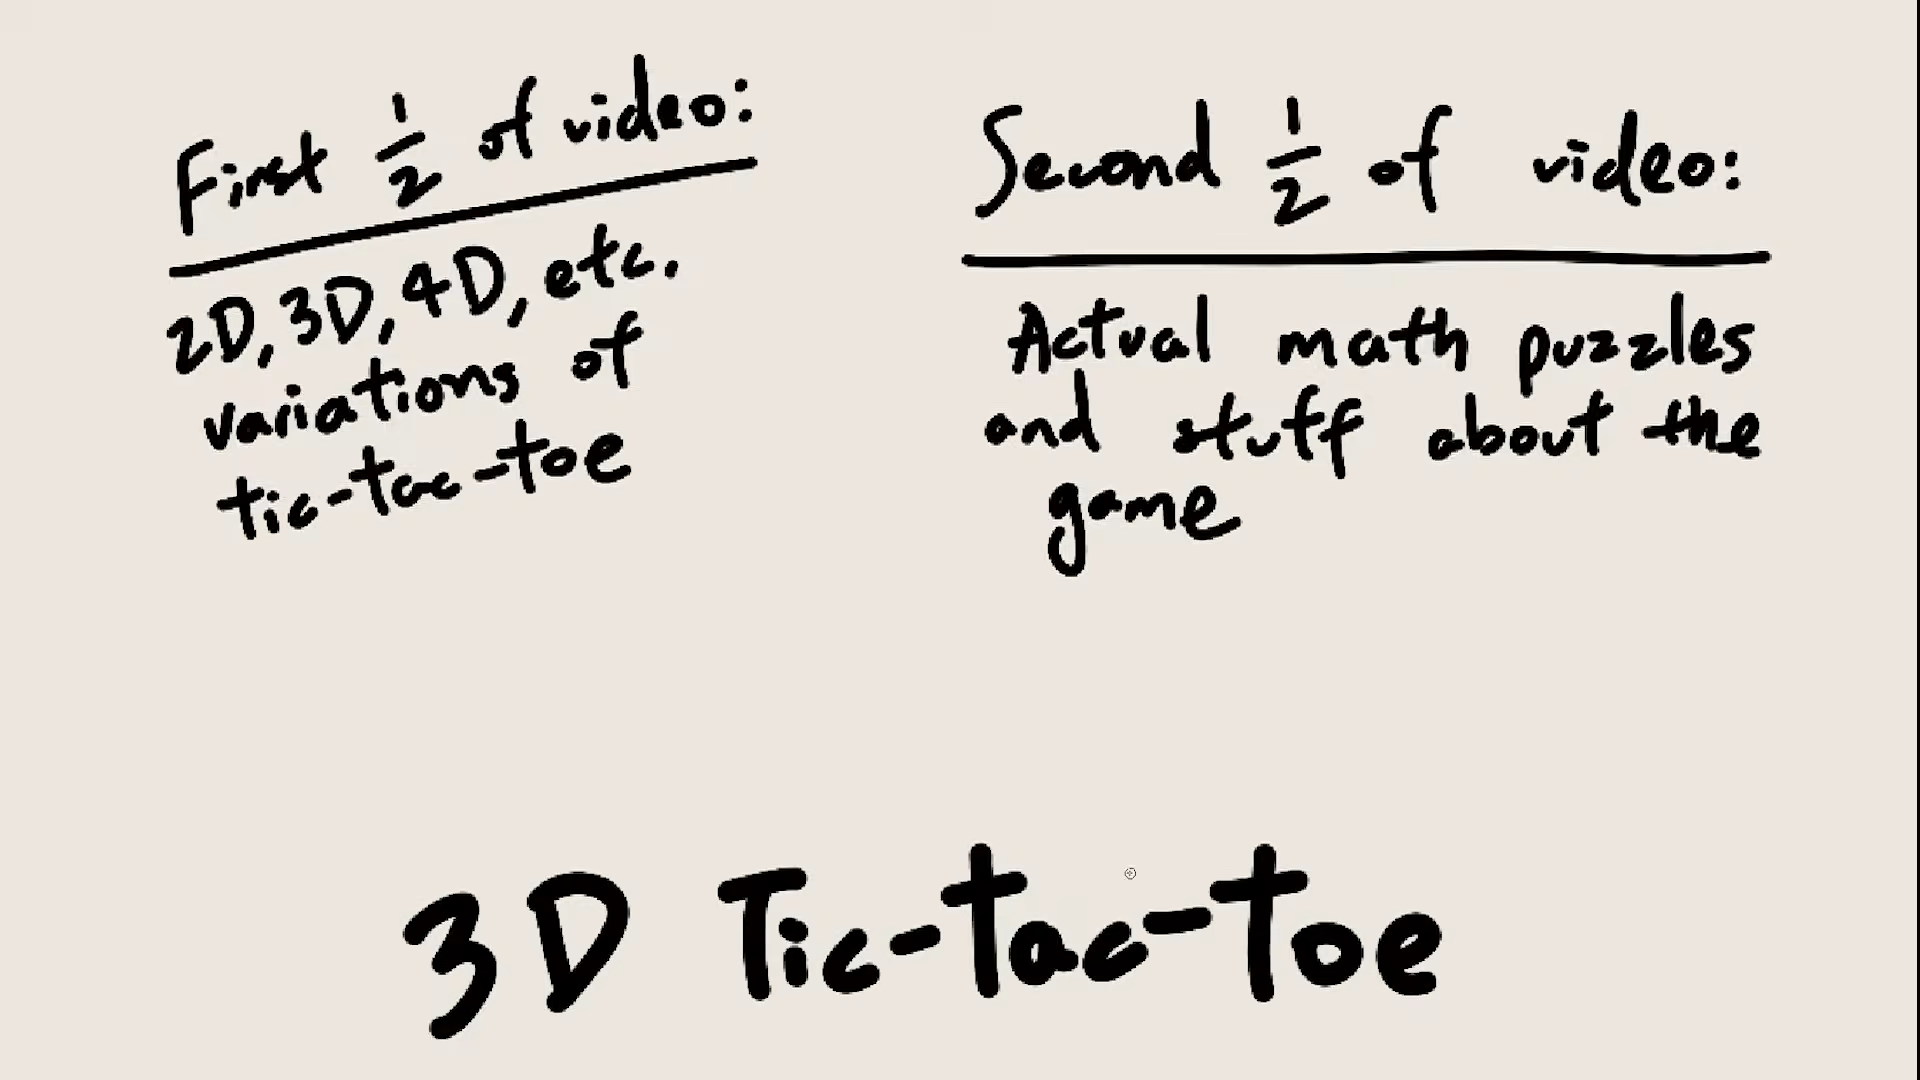 First 1/2 of video:
2D, 3D, 4D, etc.
variations of
tic-tac-toe
Second 1/2 of video:
Actual math puzzles
and stuff about the
game
3D Tic-tac-toe